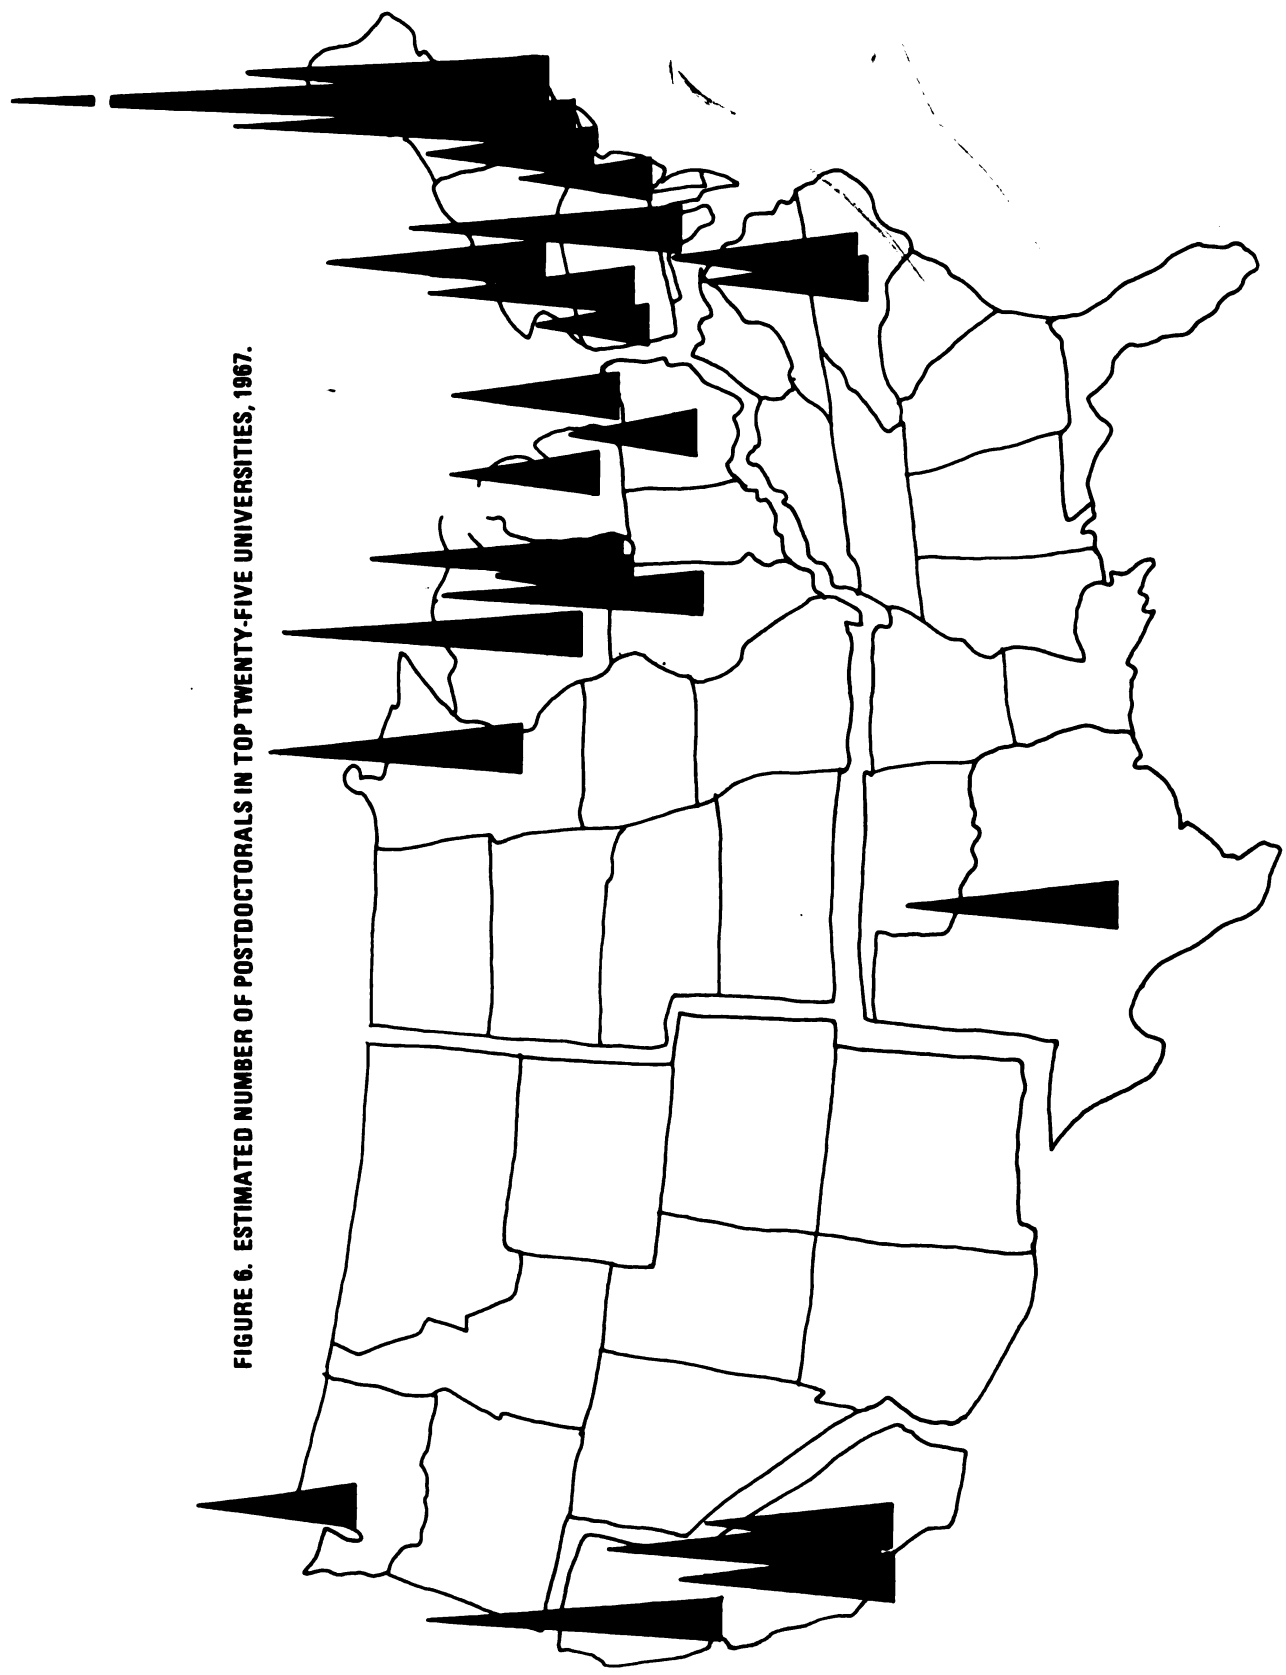 FIGURE 6. ESTIMATED NUMBER OF POSTDOCTORALS IN TOP TWENTY-FIVE UNIVERSITIES, 1967.